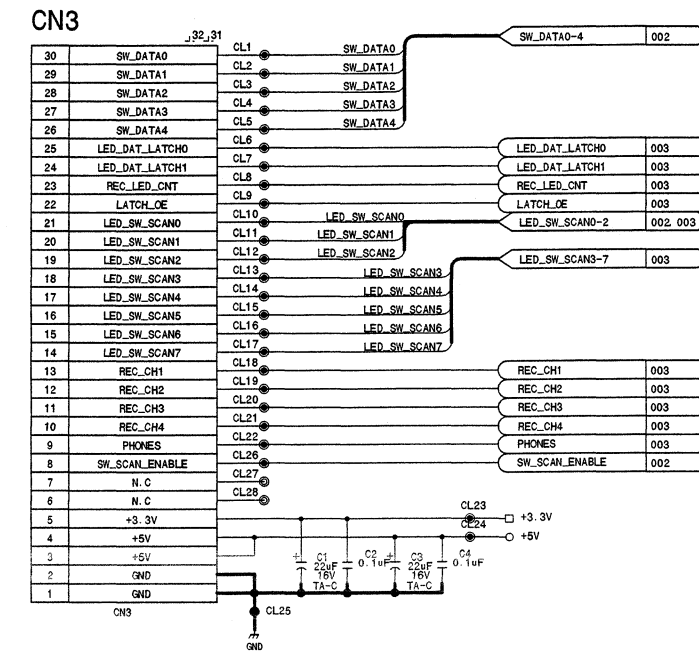 CN3
32 31
30 SW_DATA0 CL1 SW_DATA0 SW_DATA0-4 002
29 SW_DATA1 CL2 SW_DATA1
28 SW_DATA2 CL3 SW_DATA2
27 SW_DATA3 CL4 SW_DATA3
26 SW_DATA4 CL5 SW_DATA4
25 LED_DAT_LATCH0 CL6 LED_DAT_LATCH0 003
24 LED_DAT_LATCH1 CL7 LED_DAT_LATCH1 003
23 REC_LED_CNT CL8 REC_LED_CNT 003
22 LATCH_OE CL9 LATCH_OE 003
21 LED_SW_SCAN0 CL10 LED_SW_SCAN0 LED_SW_SCAN0-2 002 003
20 LED_SW_SCAN1 CL11 LED_SW_SCAN1
19 LED_SW_SCAN2 CL12 LED_SW_SCAN2 LED_SW_SCAN3-7 003
18 LED_SW_SCAN3 CL13 LED_SW_SCAN3
17 LED_SW_SCAN4 CL14 LED_SW_SCAN4
16 LED_SW_SCAN5 CL15 LED_SW_SCAN5
15 LED_SW_SCAN6 CL16 LED_SW_SCAN6
14 LED_SW_SCAN7 CL17 LED_SW_SCAN7
13 REC_CH1 CL18 REC_CH1 003
12 REC_CH2 CL19 REC_CH2 003
11 REC_CH3 CL20 REC_CH3 003
10 REC_CH4 CL21 REC_CH4 003
9 PHONES CL22 PHONES 003
8 SW_SCAN_ENABLE CL26 SW_SCAN_ENABLE 002
7 N.C CL27
6 N.C CL28
5 +3.3V CL23 +3.3V
4 +5V CL24 +5V
3 +5V
+ C1 22uF 16V TA-C
C2 0.1uF
+ C3 22uF 16V TA-C
C4 0.1uF
2 GND
1 GND
CN3 CL25
GND